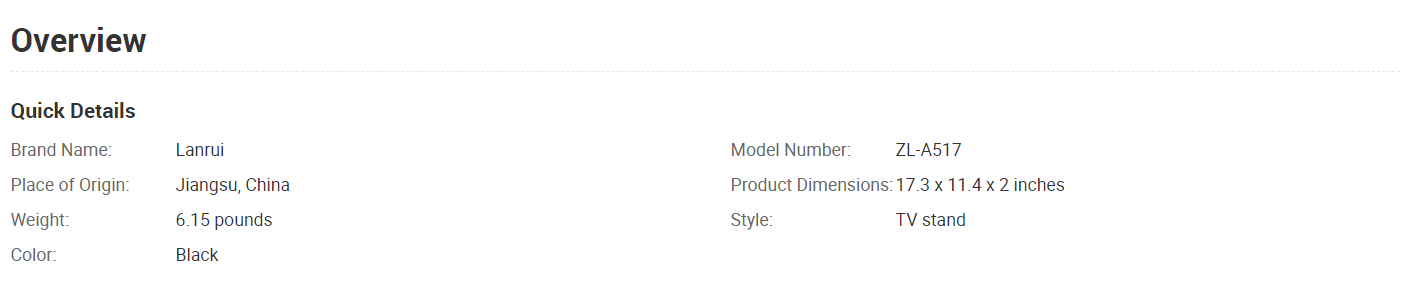 Overview
Quick Details
Brand Name: Lanrui Model Number: ZL-A517
Place of Origin: Jiangsu, China Product Dimensions: 17.3 x 11.4 x 2 inches
Weight: 6.15 pounds Style: TV stand
Color: Black